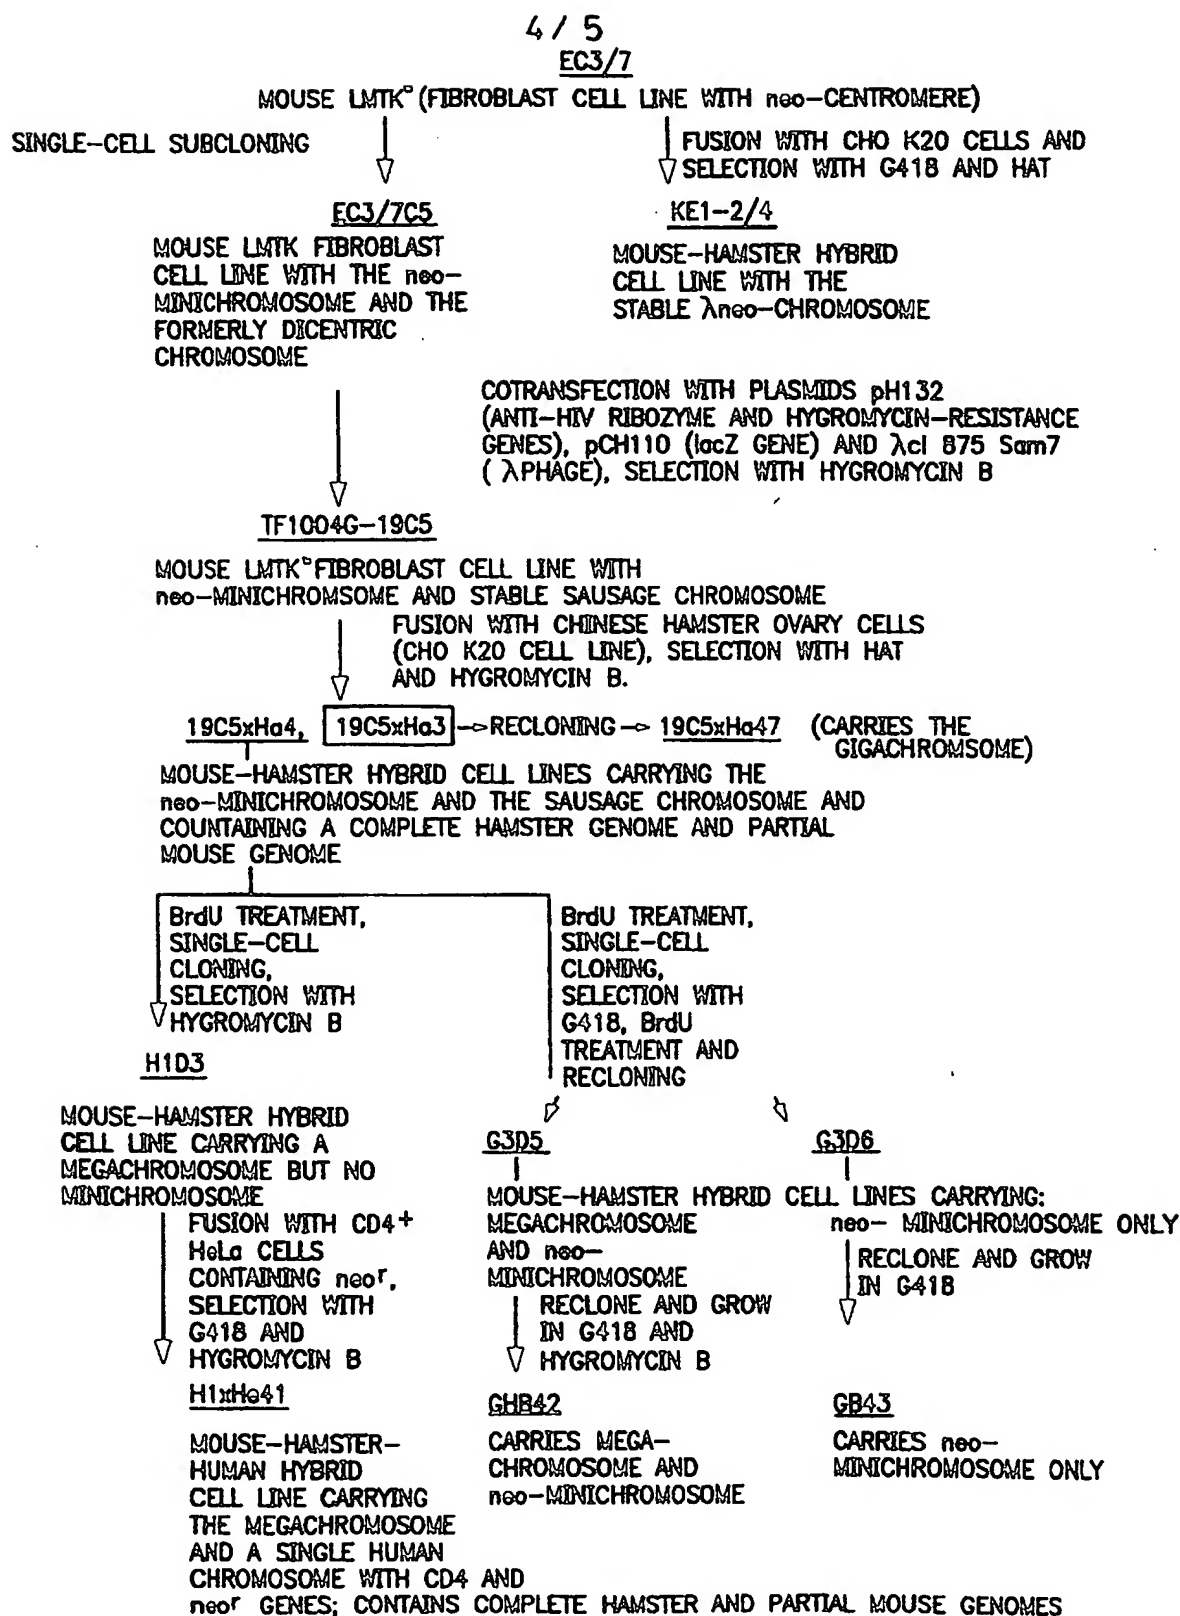 4 / 5
EC3/7
MOUSE LMTK⁻ (FIBROBLAST CELL LINE WITH neo-CENTROMERE)
SINGLE-CELL SUBCLONING
FUSION WITH CHO K20 CELLS AND
SELECTION WITH G418 AND HAT
EC3/7C5
MOUSE LMTK FIBROBLAST
CELL LINE WITH THE neo-
MINICHROMOSOME AND THE
FORMERLY DICENTRIC
CHROMOSOME
KE1-2/4
MOUSE-HAMSTER HYBRID
CELL LINE WITH THE
STABLE λneo-CHROMOSOME
COTRANSFECTION WITH PLASMIDS pH132
(ANTI-HIV RIBOZYME AND HYGROMYCIN-RESISTANCE
GENES), pCH110 (lacZ GENE) AND λcI 875 Sam7
( λPHAGE), SELECTION WITH HYGROMYCIN B
TF1004G-19C5
MOUSE LMTK⁻ FIBROBLAST CELL LINE WITH
neo-MINICHROMSOME AND STABLE SAUSAGE CHROMOSOME
FUSION WITH CHINESE HAMSTER OVARY CELLS
(CHO K20 CELL LINE), SELECTION WITH HAT
AND HYGROMYCIN B.
19C5xHa4, 19C5xHa3 → RECLONING → 19C5xHa47 (CARRIES THE
GIGACHROMSOME)
MOUSE-HAMSTER HYBRID CELL LINES CARRYING THE
neo-MINICHROMOSOME AND THE SAUSAGE CHROMOSOME AND
COUNTAINING A COMPLETE HAMSTER GENOME AND PARTIAL
MOUSE GENOME
BrdU TREATMENT,
SINGLE-CELL
CLONING,
SELECTION WITH
HYGROMYCIN B
BrdU TREATMENT,
SINGLE-CELL
CLONING,
SELECTION WITH
G418, BrdU
TREATMENT AND
RECLONING
H1D3
MOUSE-HAMSTER HYBRID
CELL LINE CARRYING A
MEGACHROMOSOME BUT NO
MINICHROMOSOME
G3D5
G3D6
MOUSE-HAMSTER HYBRID CELL LINES CARRYING:
MEGACHROMOSOME
AND neo-
MINICHROMOSOME
neo- MINICHROMOSOME ONLY
FUSION WITH CD4+
HeLa CELLS
CONTAINING neoʳ,
SELECTION WITH
G418 AND
HYGROMYCIN B
RECLONE AND GROW
IN G418 AND
HYGROMYCIN B
RECLONE AND GROW
IN G418
H1xHe41
MOUSE-HAMSTER-
HUMAN HYBRID
CELL LINE CARRYING
THE MEGACHROMOSOME
AND A SINGLE HUMAN
CHROMOSOME WITH CD4 AND
neoʳ GENES; CONTAINS COMPLETE HAMSTER AND PARTIAL MOUSE GENOMES
GHB42
CARRIES MEGA-
CHROMOSOME AND
neo-MINICHROMOSOME
GB43
CARRIES neo-
MINICHROMOSOME ONLY